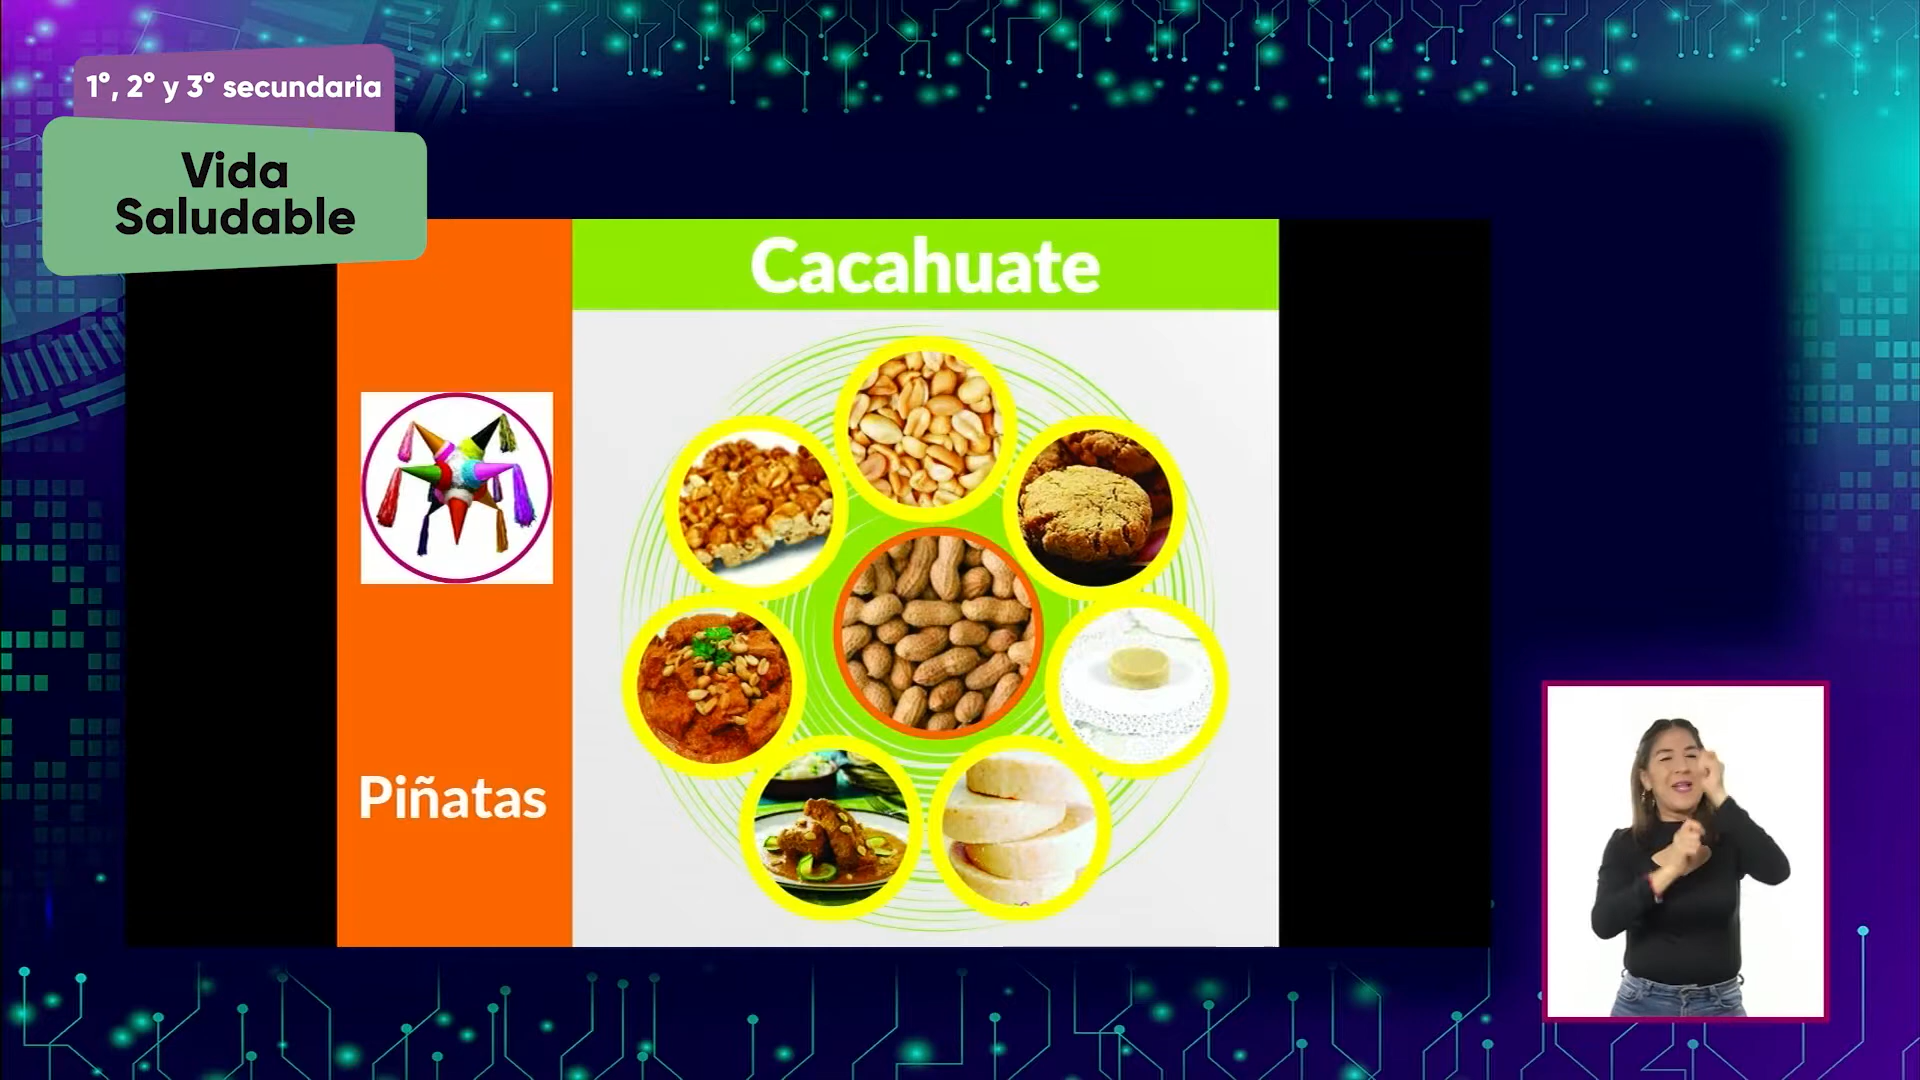 1°, 2° y 3° secundaria
Vida
Saludable
Cacahuate
Piñatas